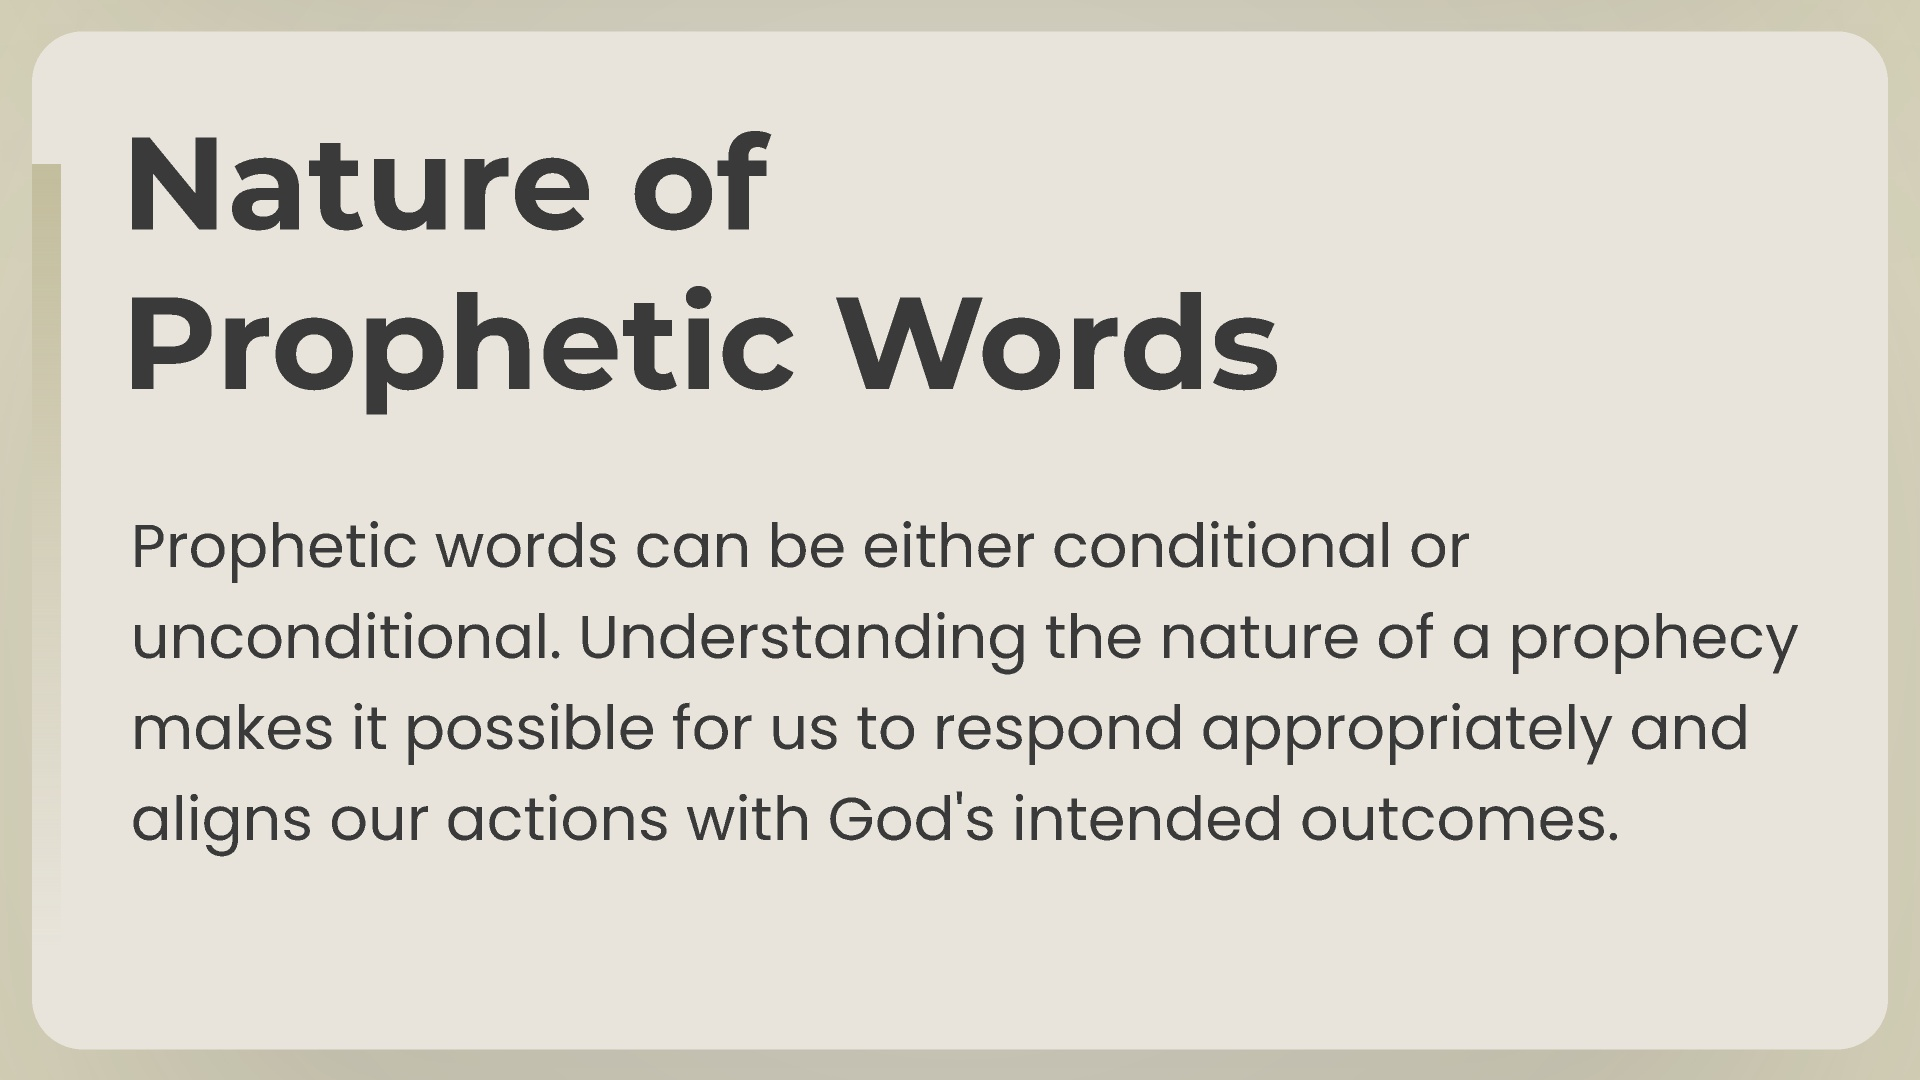 Nature of
Prophetic Words
Prophetic words can be either conditional or
unconditional. Understanding the nature of a prophecy
makes it possible for us to respond appropriately and
aligns our actions with God's intended outcomes.